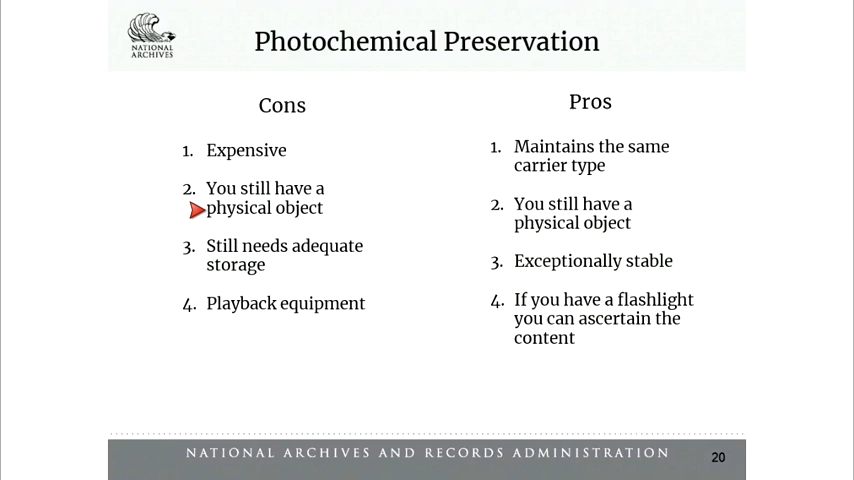 NATIONAL
ARCHIVES
Photochemical Preservation
Cons
1. Expensive
2. You still have a
physical object
3. Still needs adequate
storage
4. Playback equipment
Pros
1. Maintains the same
carrier type
2. You still have a
physical object
3. Exceptionally stable
4. If you have a flashlight
you can ascertain the
content
NATIONAL ARCHIVES AND RECORDS ADMINISTRATION
20